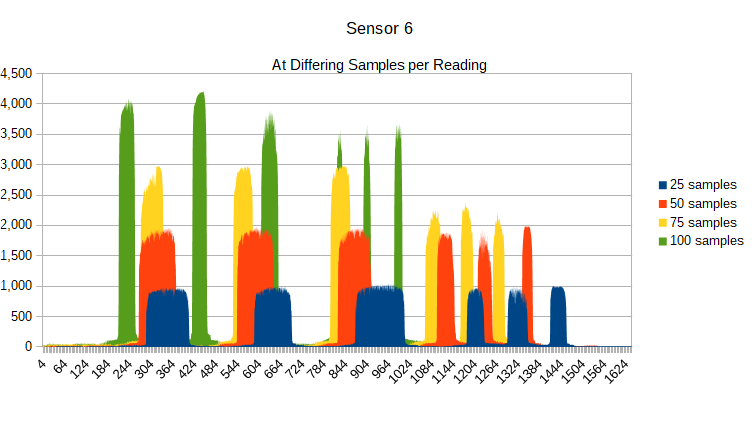 Sensor 6
At Differing Samples per Reading
4,500
4,000
3,500
3,000
2,500
2,000
1,500
1,000
500
0
25 samples
50 samples
75 samples
100 samples
4 64 124 184 244 304 364 424 484 544 604 664 724 784 844 904 964 1024 1084 1144 1204 1264 1324 1384 1444 1504 1564 1624